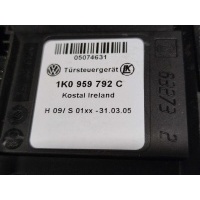 05074631
Türsteuergerät
1K0 959 792 C
Kostal Ireland
H 09/ S 01xx -31.03.05